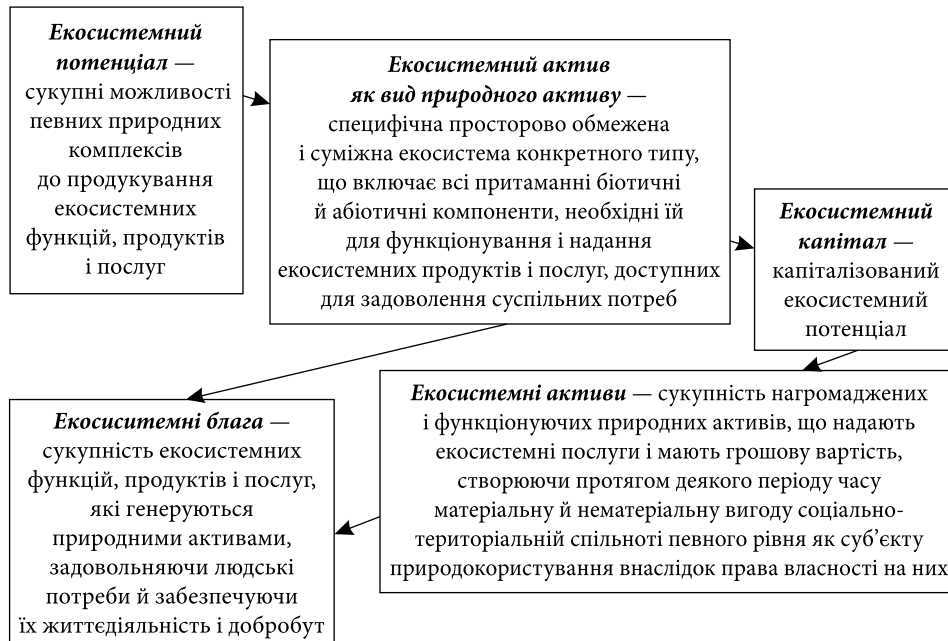 Екосистемний
потенціал —
сукупні можливості
певних природних
комплексів
до продукування
екосистемних
функцій, продуктів
і послуг
Екосистемний актив
як вид природного активу —
специфічна просторово обмежена
і суміжна екосистема конкретного типу,
що включає всі притаманні біотичні
й абіотичні компоненти, необхідні їй
для функціонування і надання
екосистемних продуктів і послуг, доступних
для задоволення суспільних потреб
Екосистемний
капітал —
капіталізований
екосистемний
потенціал
Екосиситемні блага —
сукупність екосистемних
функцій, продуктів і послуг,
які генеруються
природними активами,
задовольняючи людські
потреби й забезпечуючи
їх життєдіяльність і добробут
Екосистемні активи — сукупність нагромаджених
і функціонуючих природних активів, що надають
екосистемні послуги і мають грошову вартість,
створюючи протягом деякого періоду часу
матеріальну й нематеріальну вигоду соціально-
територіальній спільноті певного рівня як суб’єкту
природокористування внаслідок права власності на них